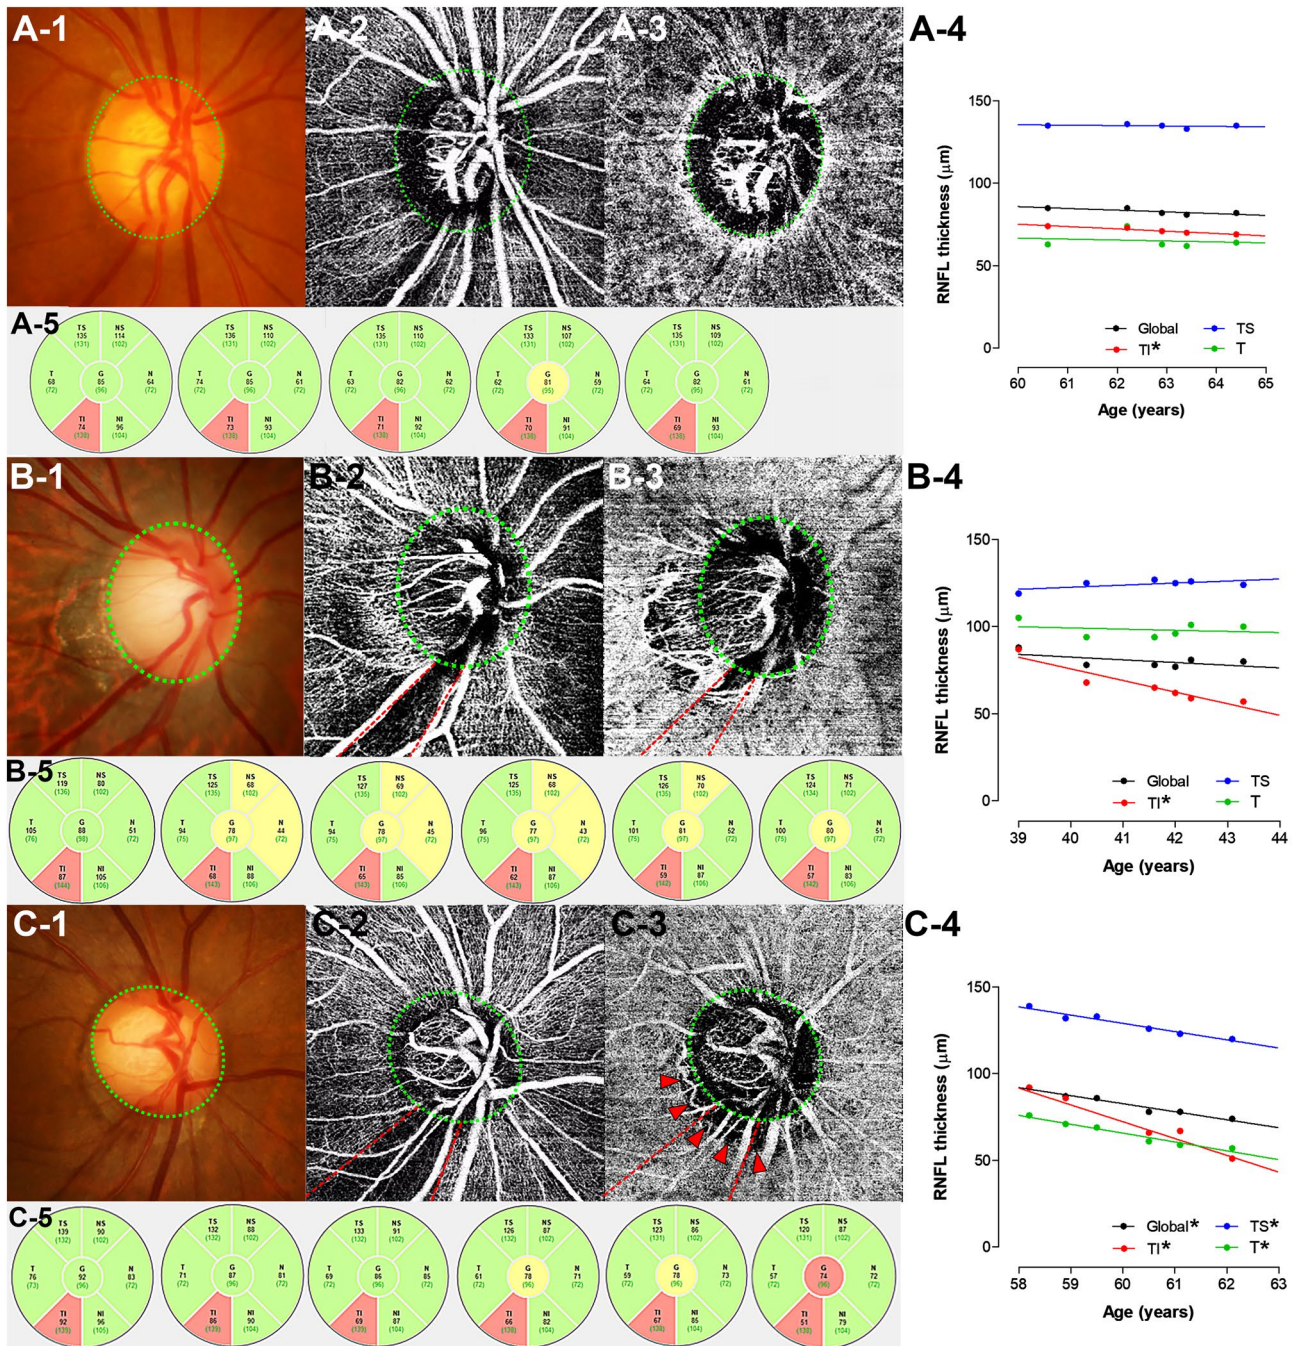 A-1
A-2
A-3
A-4
150
100
50
0
RNFL thickness (μm)
Global
TS
TI*
T
60 61 62 63 64 65
Age (years)
A-5
TS 135 (131) NS 114 (102) T 68 (72) G 85 (96) N 64 (72) TI 74 (138) NI 96 (104)
TS 136 (131) NS 110 (102) T 74 (72) G 85 (96) N 61 (72) TI 73 (138) NI 93 (104)
TS 135 (131) NS 110 (102) T 63 (72) G 82 (96) N 62 (72) TI 71 (138) NI 92 (104)
TS 133 (131) NS 107 (102) T 62 (72) G 81 (95) N 59 (72) TI 70 (138) NI 91 (104)
TS 135 (131) NS 109 (102) T 64 (72) G 82 (96) N 61 (72) TI 69 (138) NI 93 (104)
B-1
B-2
B-3
B-4
150
100
50
0
RNFL thickness (μm)
Global
TS
TI*
T
39 40 41 42 43 44
Age (years)
B-5
TS 119 (136) NS 80 (102) T 105 (76) G 88 (98) N 51 (72) TI 87 (144) NI 105 (106)
TS 125 (135) NS 68 (102) T 94 (75) G 78 (97) N 44 (72) TI 68 (143) NI 88 (106)
TS 127 (135) NS 69 (102) T 94 (75) G 78 (97) N 45 (72) TI 65 (143) NI 85 (106)
TS 125 (135) NS 68 (102) T 96 (75) G 77 (97) N 43 (72) TI 62 (143) NI 87 (106)
TS 126 (135) NS 70 (102) T 101 (75) G 81 (97) N 52 (72) TI 59 (142) NI 87 (106)
TS 124 (134) NS 71 (102) T 100 (75) G 80 (97) N 51 (72) TI 57 (142) NI 83 (106)
C-1
C-2
C-3
C-4
150
100
50
0
RNFL thickness (μm)
Global*
TS*
TI*
T*
58 59 60 61 62 63
Age (years)
C-5
TS 139 (132) NS 90 (102) T 76 (73) G 92 (96) N 83 (72) TI 92 (139) NI 96 (105)
TS 132 (132) NS 88 (102) T 71 (72) G 87 (96) N 81 (72) TI 86 (139) NI 90 (104)
TS 133 (132) NS 91 (102) T 69 (72) G 86 (96) N 85 (72) TI 69 (139) NI 87 (104)
TS 126 (132) NS 87 (102) T 61 (72) G 78 (96) N 71 (72) TI 66 (138) NI 82 (104)
TS 123 (131) NS 86 (102) T 59 (72) G 78 (96) N 73 (72) TI 67 (138) NI 85 (104)
TS 120 (131) NS 87 (102) T 57 (72) G 74 (96) N 72 (72) TI 51 (138) NI 79 (104)